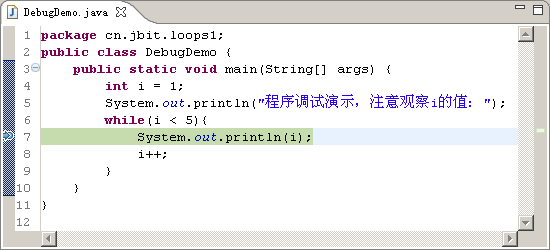 DebugDemo.java
1 package cn.jbit.loops1;
2 public class DebugDemo {
3 public static void main(String[] args) {
4 int i = 1;
5 System.out.println("程序调试演示，注意观察i的值：");
6 while(i < 5){
7 System.out.println(i);
8 i++;
9 }
10 }
11 }
12